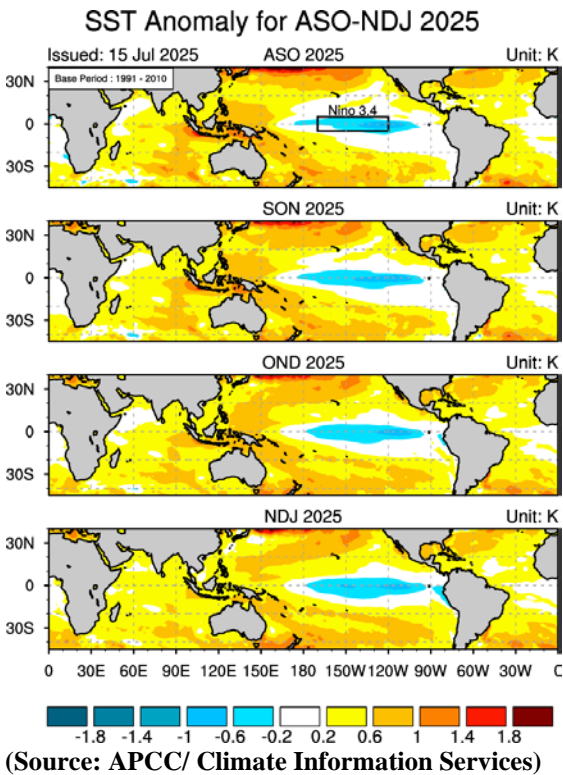 SST Anomaly for ASO-NDJ 2025
Issued: 15 Jul 2025 ASO 2025 Unit: K
30N
Base Period : 1991 - 2010
Nino 3.4
0
30S
SON 2025 Unit: K
30N
0
30S
OND 2025 Unit: K
30N
0
30S
NDJ 2025 Unit: K
30N
0
30S
0 30E 60E 90E 120E 150E 180 150W 120W 90W 60W 30W
-1.8 -1.4 -1 -0.6 -0.2 0.2 0.6 1 1.4 1.8
(Source: APCC/ Climate Information Services)